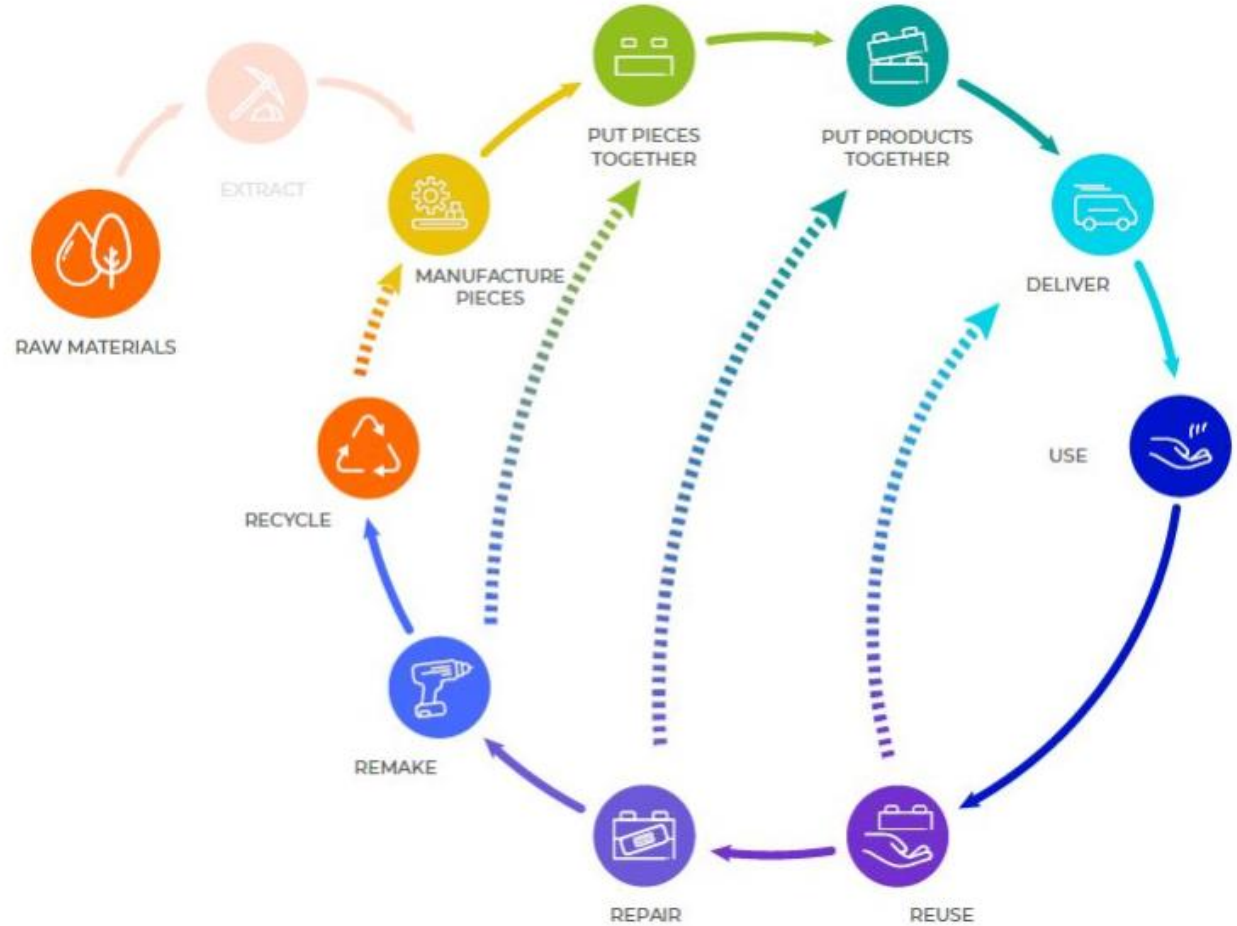 PUT PIECES
TOGETHER
PUT PRODUCTS
TOGETHER
EXTRACT
MANUFACTURE
PIECES
DELIVER
RAW MATERIALS
USE
RECYCLE
REMAKE
REPAIR
REUSE